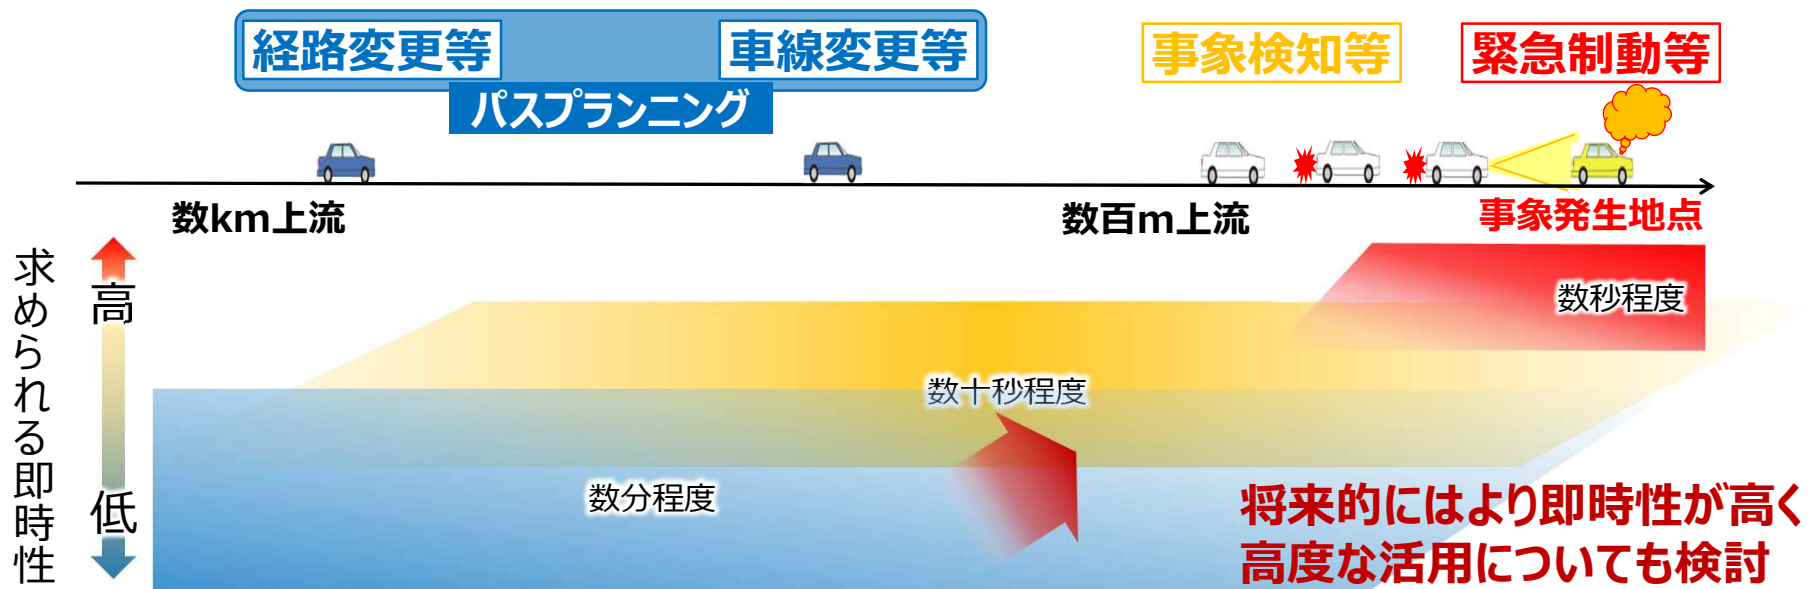 経路変更等
車線変更等
事象検知等
緊急制動等
パスプランニング
数km上流
数百m上流
事象発生地点
求められる即時性
高
低
数秒程度
数十秒程度
数分程度
将来的にはより即時性が高く
高度な活用についても検討